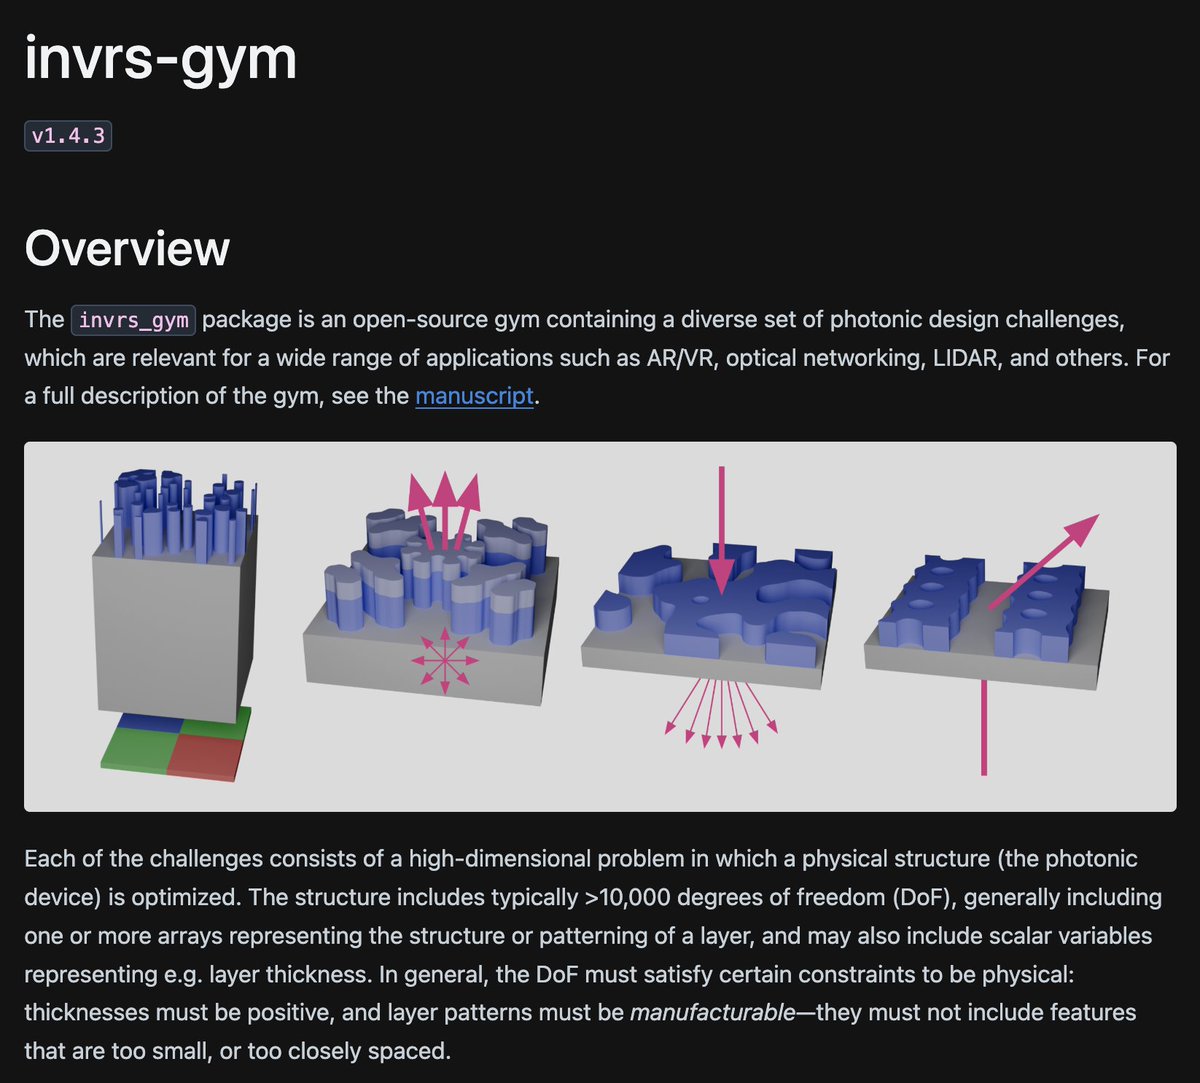 invrs-gym
v1.4.3
Overview
The invrs_gym package is an open-source gym containing a diverse set of photonic design challenges,
which are relevant for a wide range of applications such as AR/VR, optical networking, LIDAR, and others. For
a full description of the gym, see the manuscript.
Each of the challenges consists of a high-dimensional problem in which a physical structure (the photonic
device) is optimized. The structure includes typically >10,000 degrees of freedom (DoF), generally including
one or more arrays representing the structure or patterning of a layer, and may also include scalar variables
representing e.g. layer thickness. In general, the DoF must satisfy certain constraints to be physical:
thicknesses must be positive, and layer patterns must be manufacturable—they must not include features
that are too small, or too closely spaced.